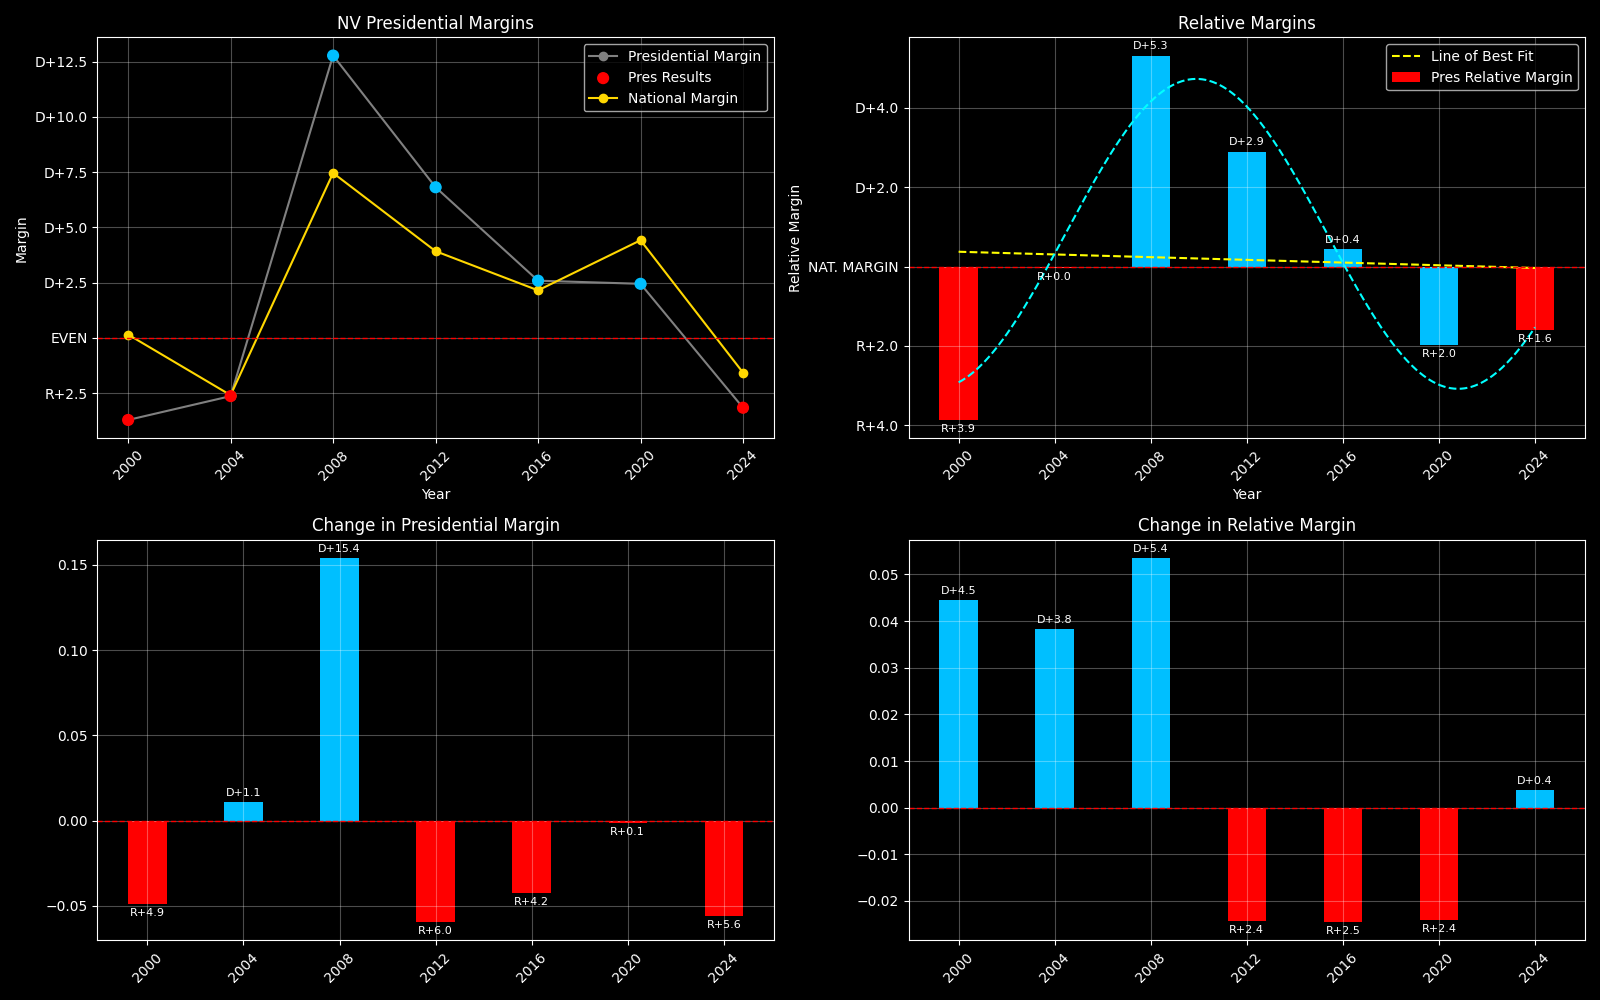 NV Presidential Margins
D+12.5
D+10.0
D+7.5
D+5.0
D+2.5
EVEN
R+2.5
Margin
Presidential Margin
Pres Results
National Margin
2000
2004
2008
2012
2016
2020
2024
Year
Relative Margins
D+4.0
D+2.0
NAT. MARGIN
R+2.0
R+4.0
Relative Margin
Line of Best Fit
Pres Relative Margin
R+3.9
R+0.0
D+5.3
D+2.9
D+0.4
R+2.0
R+1.6
2000
2004
2008
2012
2016
2020
2024
Year
Change in Presidential Margin
0.15
0.10
0.05
0.00
−0.05
R+4.9
D+1.1
D+15.4
R+6.0
R+4.2
R+0.1
R+5.6
2000
2004
2008
2012
2016
2020
2024
Change in Relative Margin
0.05
0.04
0.03
0.02
0.01
0.00
−0.01
−0.02
D+4.5
D+3.8
D+5.4
R+2.4
R+2.5
R+2.4
D+0.4
2000
2004
2008
2012
2016
2020
2024